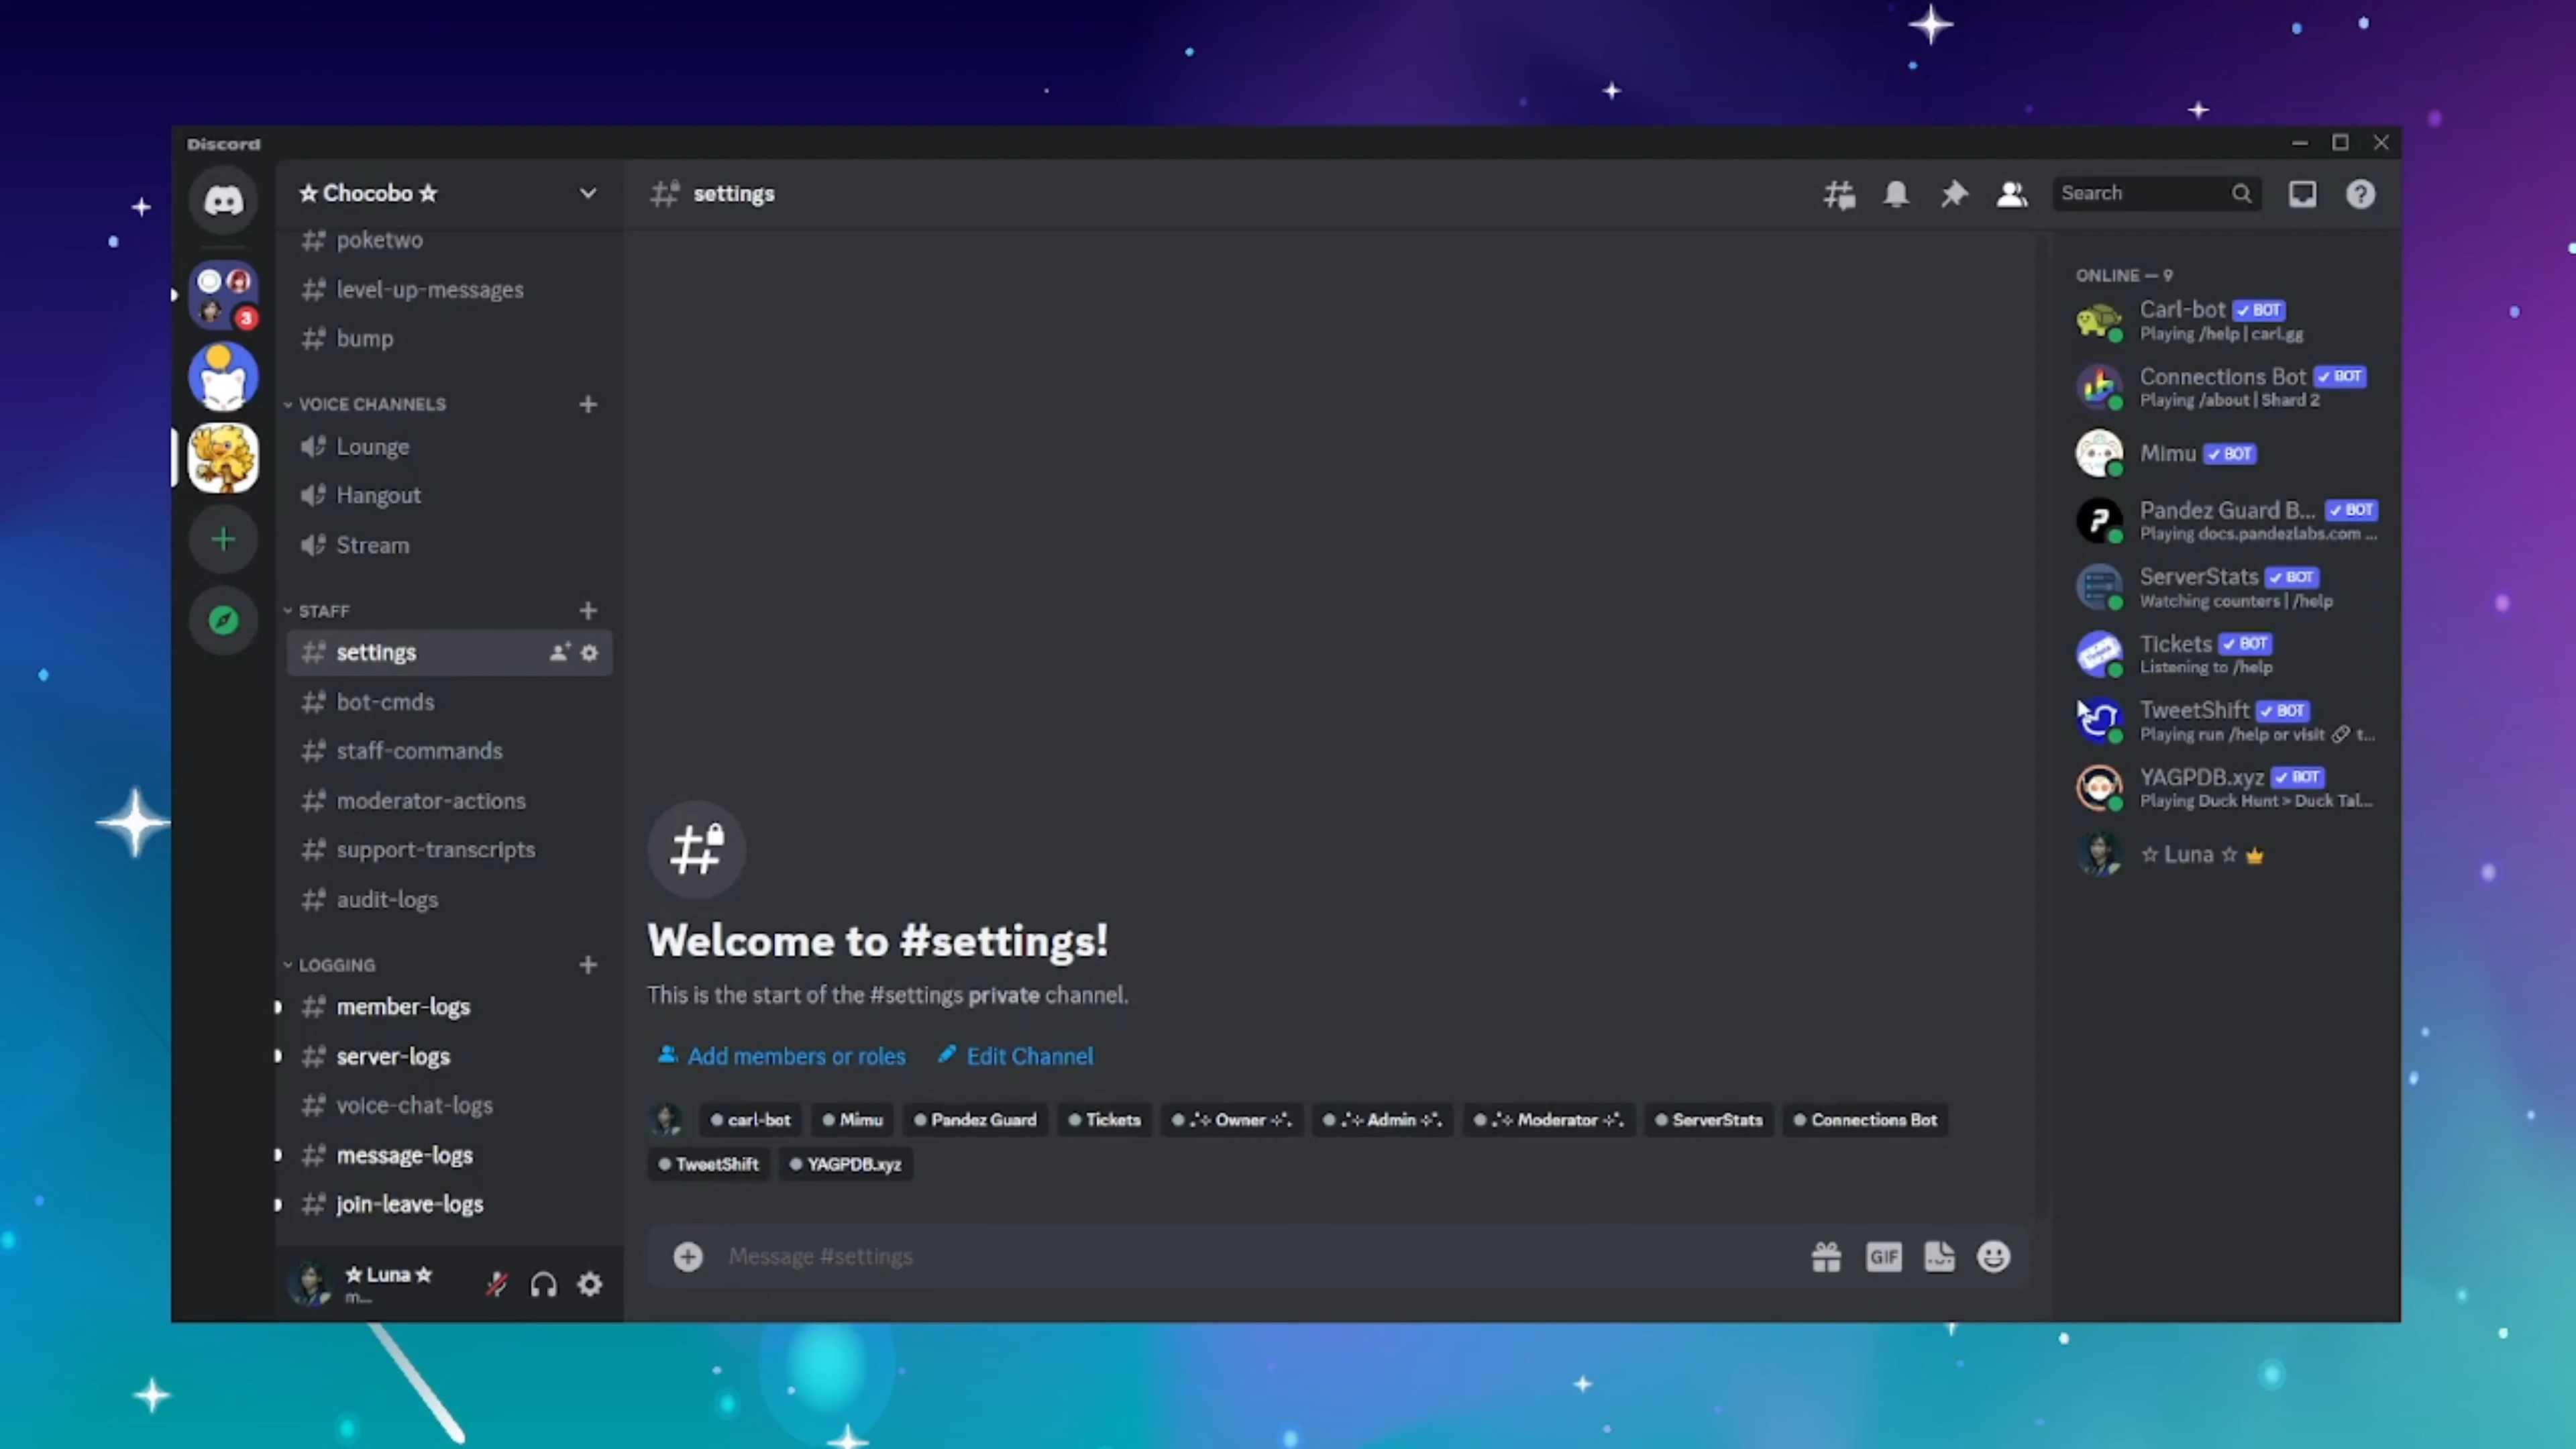 Discord
☆ Chocobo ☆
poketwo
level-up-messages
bump
VOICE CHANNELS
Lounge
Hangout
Stream
STAFF
settings
bot-cmds
staff-commands
moderator-actions
support-transcripts
audit-logs
LOGGING
member-logs
server-logs
voice-chat-logs
message-logs
join-leave-logs
3
☆ Luna ☆
m...
settings
Search
Welcome to #settings!
This is the start of the #settings private channel.
Add members or roles Edit Channel
carl-bot Mimu Pandez Guard Tickets Owner Admin Moderator ServerStats Connections Bot
TweetShift YAGPDB.xyz
Message #settings
GIF
ONLINE — 9
Carl-bot ✓ BOT
Playing /help | carl.gg
Connections Bot ✓ BOT
Playing /about | Shard 2
Mimu ✓ BOT
Pandez Guard B... ✓ BOT
Playing docs.pandezlabs.com ...
ServerStats ✓ BOT
Watching counters | /help
Tickets ✓ BOT
Listening to /help
TweetShift ✓ BOT
Playing run /help or visit 🔗 t...
YAGPDB.xyz ✓ BOT
Playing Duck Hunt > Duck Tal...
☆ Luna ☆